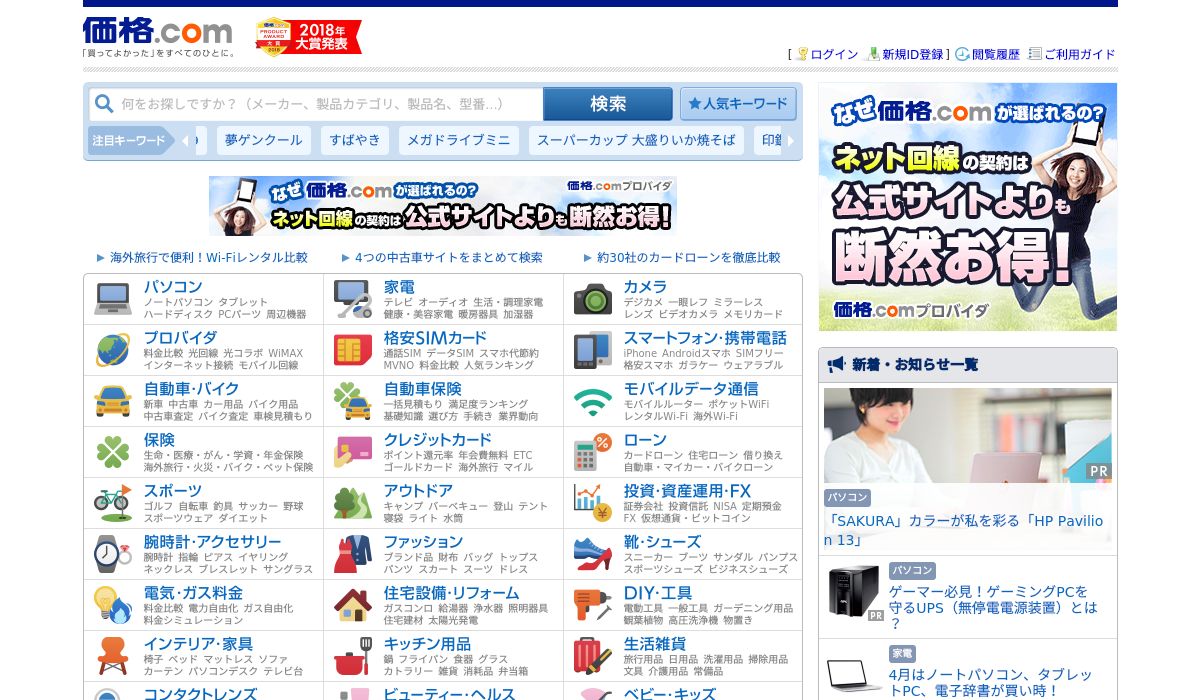 価格.com
「買ってよかった」をすべてのひとに。
価格.com
PRODUCT AWARD
大賞
2018
2018年
大賞発表
[ ログイン 新規ID登録 ] 閲覧履歴 ご利用ガイド
何をお探しですか？（メーカー、製品カテゴリ、製品名、型番...）
検索
人気キーワード
注目キーワード
夢ゲンクール すばやき メガドライブミニ スーパーカップ 大盛りいか焼そば
なぜ価格.comが選ばれるの?
価格.comプロバイダ
ネット回線の契約は公式サイトよりも断然お得!
海外旅行で便利！Wi-Fiレンタル比較 4つの中古車サイトをまとめて検索 約30社のカードローンを徹底比較
パソコン
ノートパソコン タブレット
ハードディスク PCパーツ 周辺機器
家電
テレビ オーディオ 生活・調理家電
健康・美容家電 暖房器具 加湿器
カメラ
デジカメ 一眼レフ ミラーレス
レンズ ビデオカメラ メモリカード
プロバイダ
料金比較 光回線 光コラボ WiMAX
インターネット接続 モバイル回線
格安SIMカード
通話SIM データSIM スマホ代節約
MVNO 料金比較 人気ランキング
スマートフォン・携帯電話
iPhone Androidスマホ SIMフリー
格安スマホ ガラケー ウェアラブル
自動車・バイク
新車 中古車 カー用品 バイク用品
中古車査定 バイク査定 車検見積もり
自動車保険
一括見積もり 満足度ランキング
基礎知識 選び方 手続き 業界動向
モバイルデータ通信
モバイルルーター ポケットWiFi
レンタルWi-Fi 海外Wi-Fi
保険
生命・医療・がん・学資・年金保険
海外旅行・火災・バイク・ペット保険
クレジットカード
ポイント還元率 年会費無料 ETC
ゴールドカード 海外旅行 マイル
ローン
カードローン 住宅ローン 借り換え
自動車・マイカー・バイクローン
スポーツ
ゴルフ 自転車 釣具 サッカー 野球
スポーツウェア ダイエット
アウトドア
キャンプ バーベキュー 登山 テント
寝袋 ライト 水筒
投資・資産運用・FX
証券会社 投資信託 NISA 定期預金
FX 仮想通貨・ビットコイン
腕時計・アクセサリー
腕時計 指輪 ピアス イヤリング
ネックレス ブレスレット サングラス
ファッション
ブランド品 財布 バッグ トップス
パンツ スカート スーツ ドレス
靴・シューズ
スニーカー ブーツ サンダル パンプス
スポーツシューズ ビジネスシューズ
電気・ガス料金
料金比較 電力自由化 ガス自由化
料金シミュレーション
住宅設備・リフォーム
ガスコンロ 給湯器 浄水器 照明器具
住宅建材 太陽光発電
DIY・工具
電動工具 一般工具 ガーデニング用品
観葉植物 高圧洗浄機 物置き
インテリア・家具
椅子 ベッド マットレス ソファ
カーテン パソコンデスク テレビ台
キッチン用品
鍋 フライパン 食器 グラス
カトラリー 雑貨 消耗品 弁当箱
生活雑貨
旅行用品 日用品 洗濯用品 掃除用品
文具 介護用品 常備品
コンタクトレンズ
ビューティー・ヘルス
ベビー・キッズ
なぜ価格.comが選ばれるの?
ネット回線の契約は
公式サイトよりも
断然お得!
価格.comプロバイダ
新着・お知らせ一覧
PR
パソコン
「SAKURA」カラーが私を彩る「HP Pavilio
n 13」
パソコン
ゲーマー必見！ゲーミングPCを
守るUPS（無停電電源装置）とは
？
PR
家電
4月はノートパソコン、タブレッ
トPC、電子辞書が買い時！